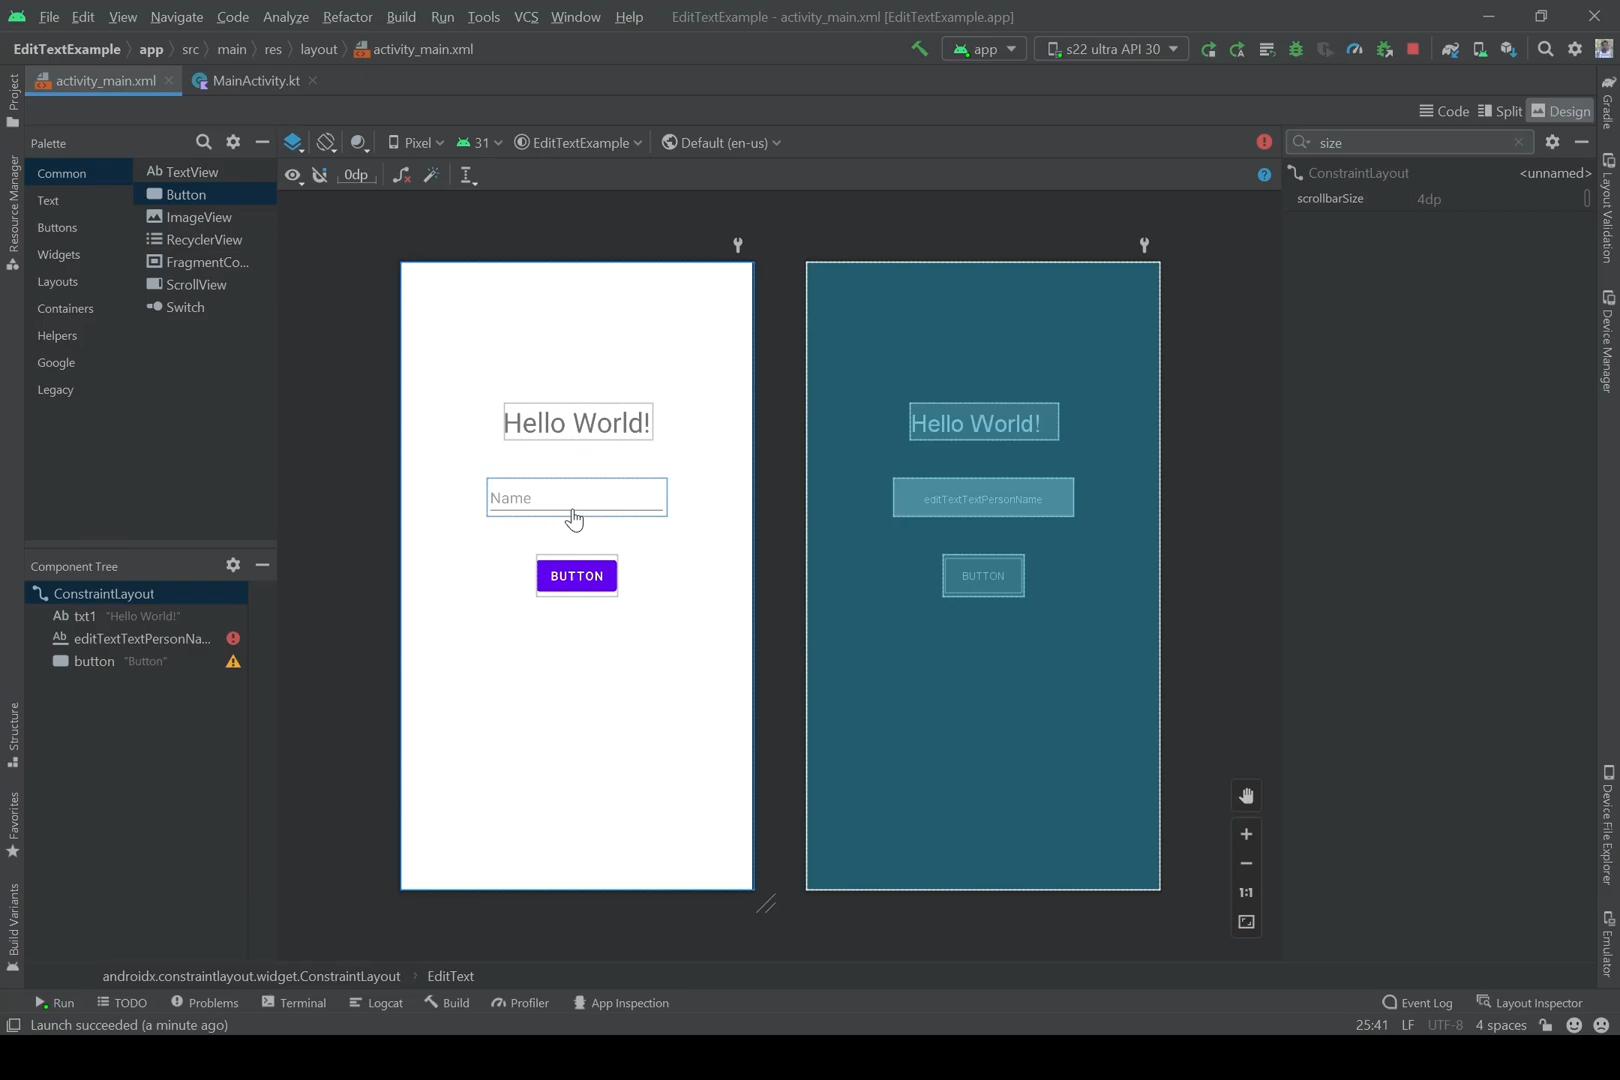 File Edit View Navigate Code Analyze Refactor Build Run Tools VCS Window Help EditTextExample - activity_main.xml [EditTextExample.app]
EditTextExample app src main res layout activity_main.xml app s22 ultra API 30
activity_main.xml MainActivity.kt
Code Split Design
Palette Pixel 31 EditTextExample Default (en-us) size
Common
Text
Buttons
Widgets
Layouts
Containers
Helpers
Google
Legacy
Ab TextView
Button
ImageView
RecyclerView
FragmentCo...
ScrollView
Switch
0dp
ConstraintLayout <unnamed>
scrollbarSize 4dp
Hello World!
Name
BUTTON
Hello World!
editTextTextPersonName
BUTTON
Component Tree
ConstraintLayout
Ab txt1 "Hello World!"
Ab editTextTextPersonNa...
button "Button"
1:1
Project
Resource Manager
Structure
Favorites
Build Variants
Gradle
Layout Validation
Device Manager
Device File Explorer
Emulator
androidx.constraintlayout.widget.ConstraintLayout EditText
Run TODO Problems Terminal Logcat Build Profiler App Inspection Event Log Layout Inspector
Launch succeeded (a minute ago) 25:41 LF UTF-8 4 spaces